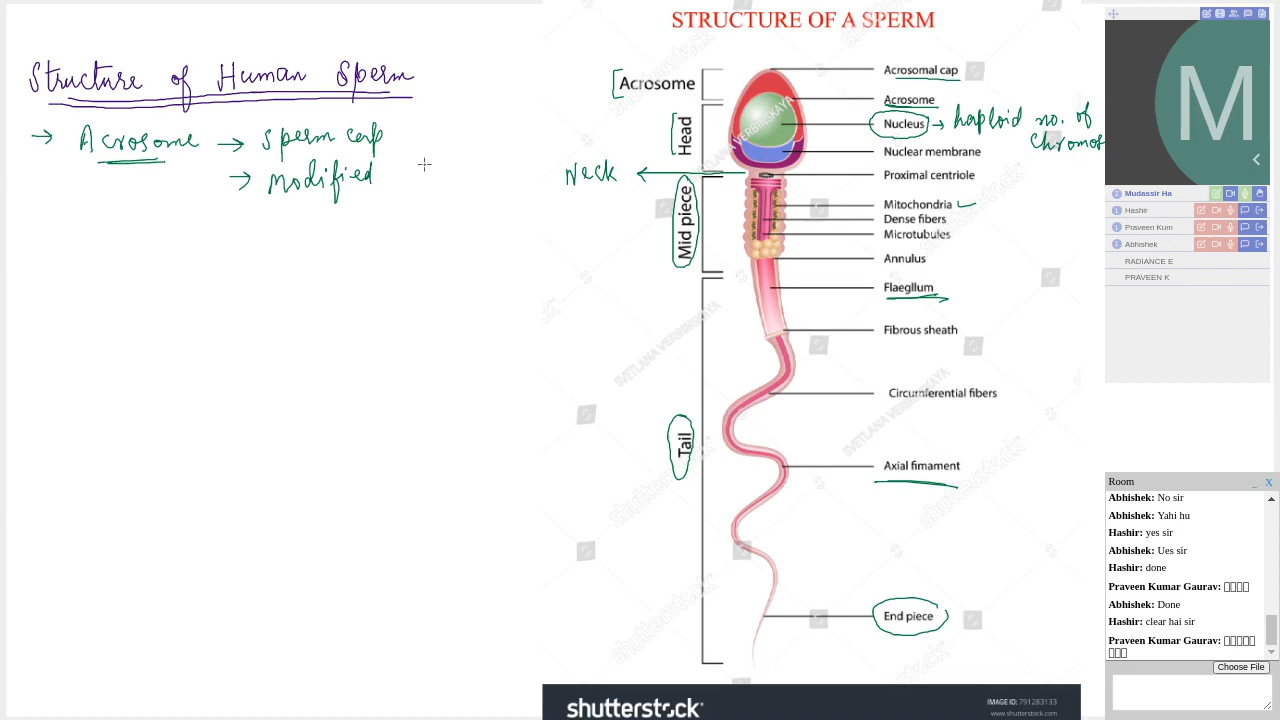 STRUCTURE OF A SPERM
Structure of Human Sperm
→ Acrosome → Sperm cap
→ Modified
Acrosome
Head
Neck
Mid piece
Tail
Acrosomal cap
Acrosome
Nucleus → haploid no. of
Chromos
Nuclear membrane
Proximal centriole
Mitochondria
Dense fibers
Microtubules
Annulus
Flaegllum
Fibrous sheath
Circumferential fibers
Axial fimament
End piece
shutterstock
SVETLANA VERBINSKAYA
IMAGE ID: 791283133
www.shutterstock.com
M
Mudassir Ha
Hashir
Praveen Kum
Abhishek
RADIANCE E
PRAVEEN K
Room _ X
Abhishek: No sir
Abhishek: Yahi hu
Hashir: yes sir
Abhishek: Ues sir
Hashir: done
Praveen Kumar Gaurav:
Abhishek: Done
Hashir: clear hai sir
Praveen Kumar Gaurav:
Choose File